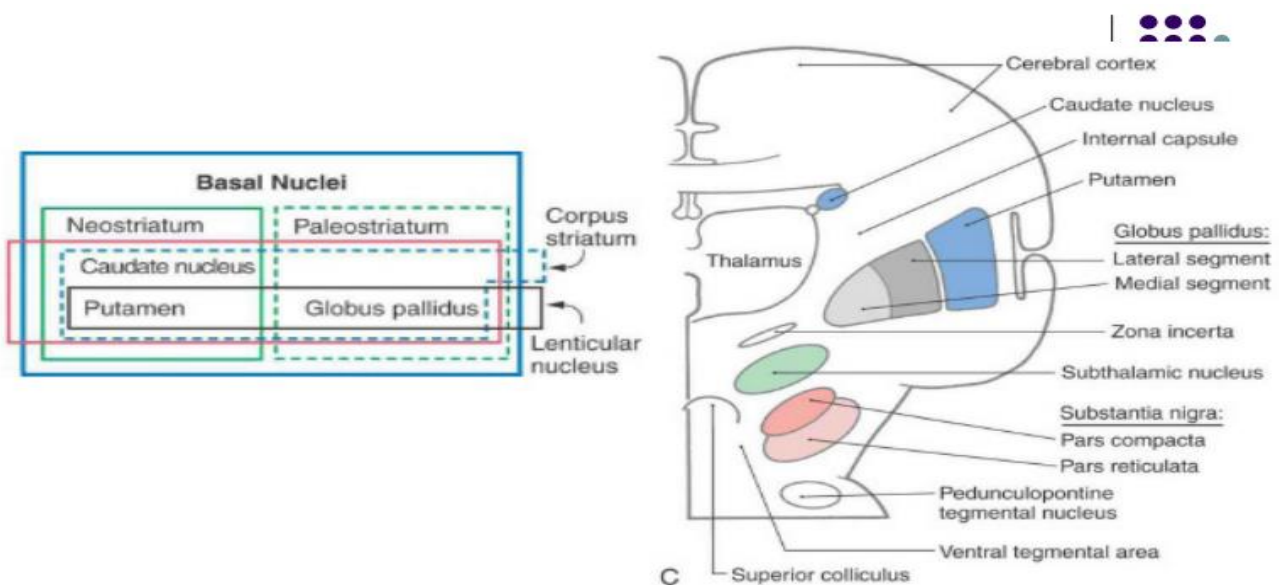 Basal Nuclei
Neostriatum
Paleostriatum
Caudate nucleus
Putamen
Globus pallidus
Corpus
striatum
Lenticular
nucleus
Cerebral cortex
Caudate nucleus
Internal capsule
Putamen
Globus pallidus:
Lateral segment
Medial segment
Thalamus
Zona incerta
Subthalamic nucleus
Substantia nigra:
Pars compacta
Pars reticulata
Pedunculopontine
tegmental nucleus
Ventral tegmental area
Superior colliculus
C